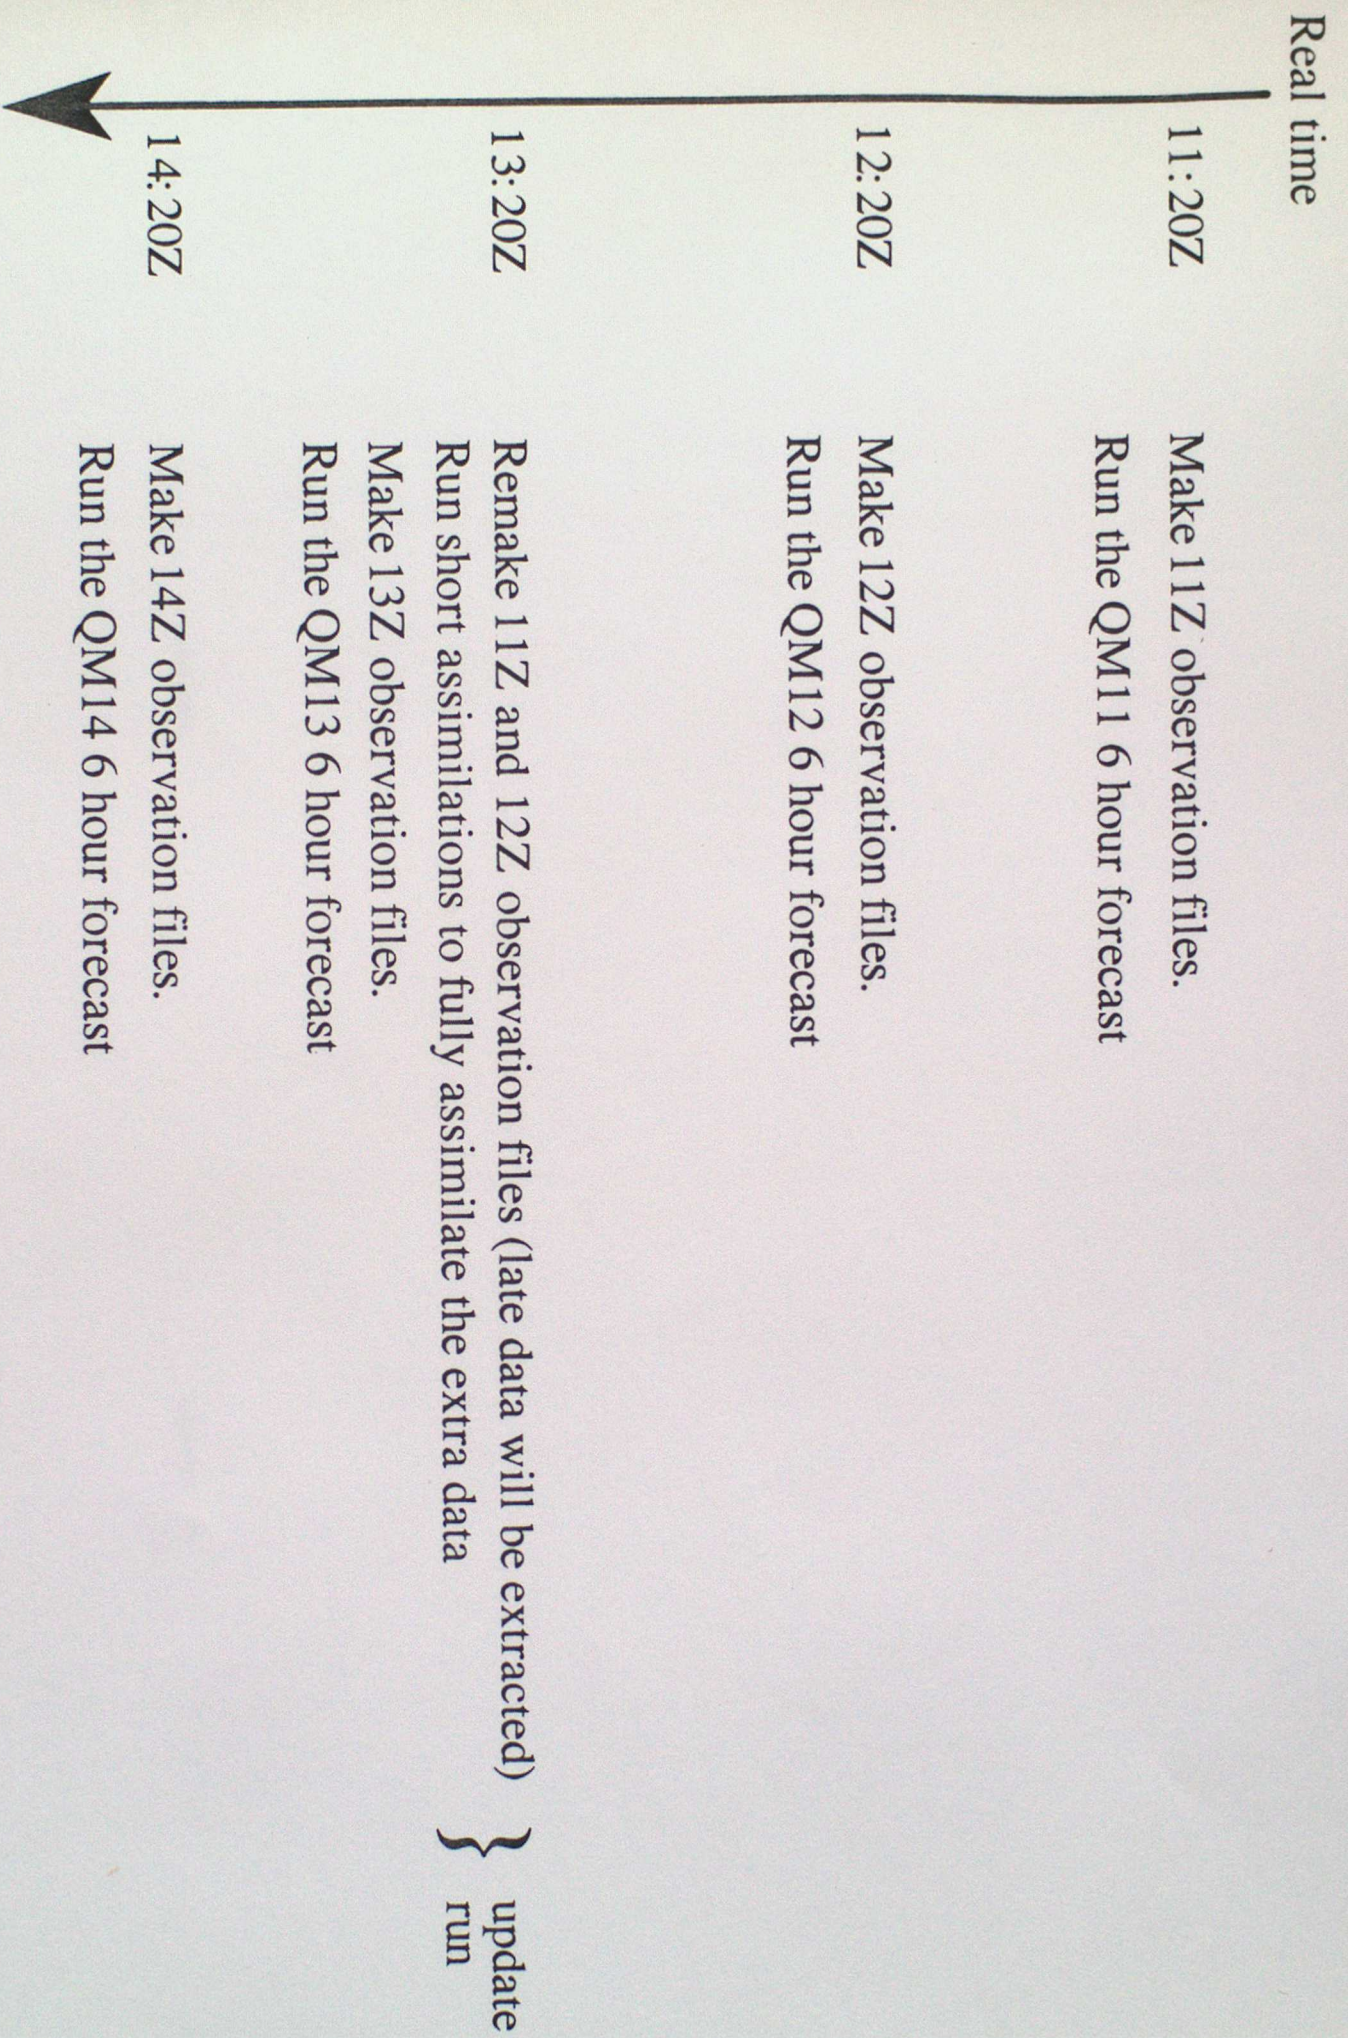 Real time
11:20Z Make 11Z observation files.
Run the QM11 6 hour forecast
12:20Z Make 12Z observation files.
Run the QM12 6 hour forecast
13:20Z Remake 11Z and 12Z observation files (late data will be extracted) } update
Run short assimilations to fully assimilate the extra data run
Make 13Z observation files.
Run the QM13 6 hour forecast
14:20Z Make 14Z observation files.
Run the QM14 6 hour forecast